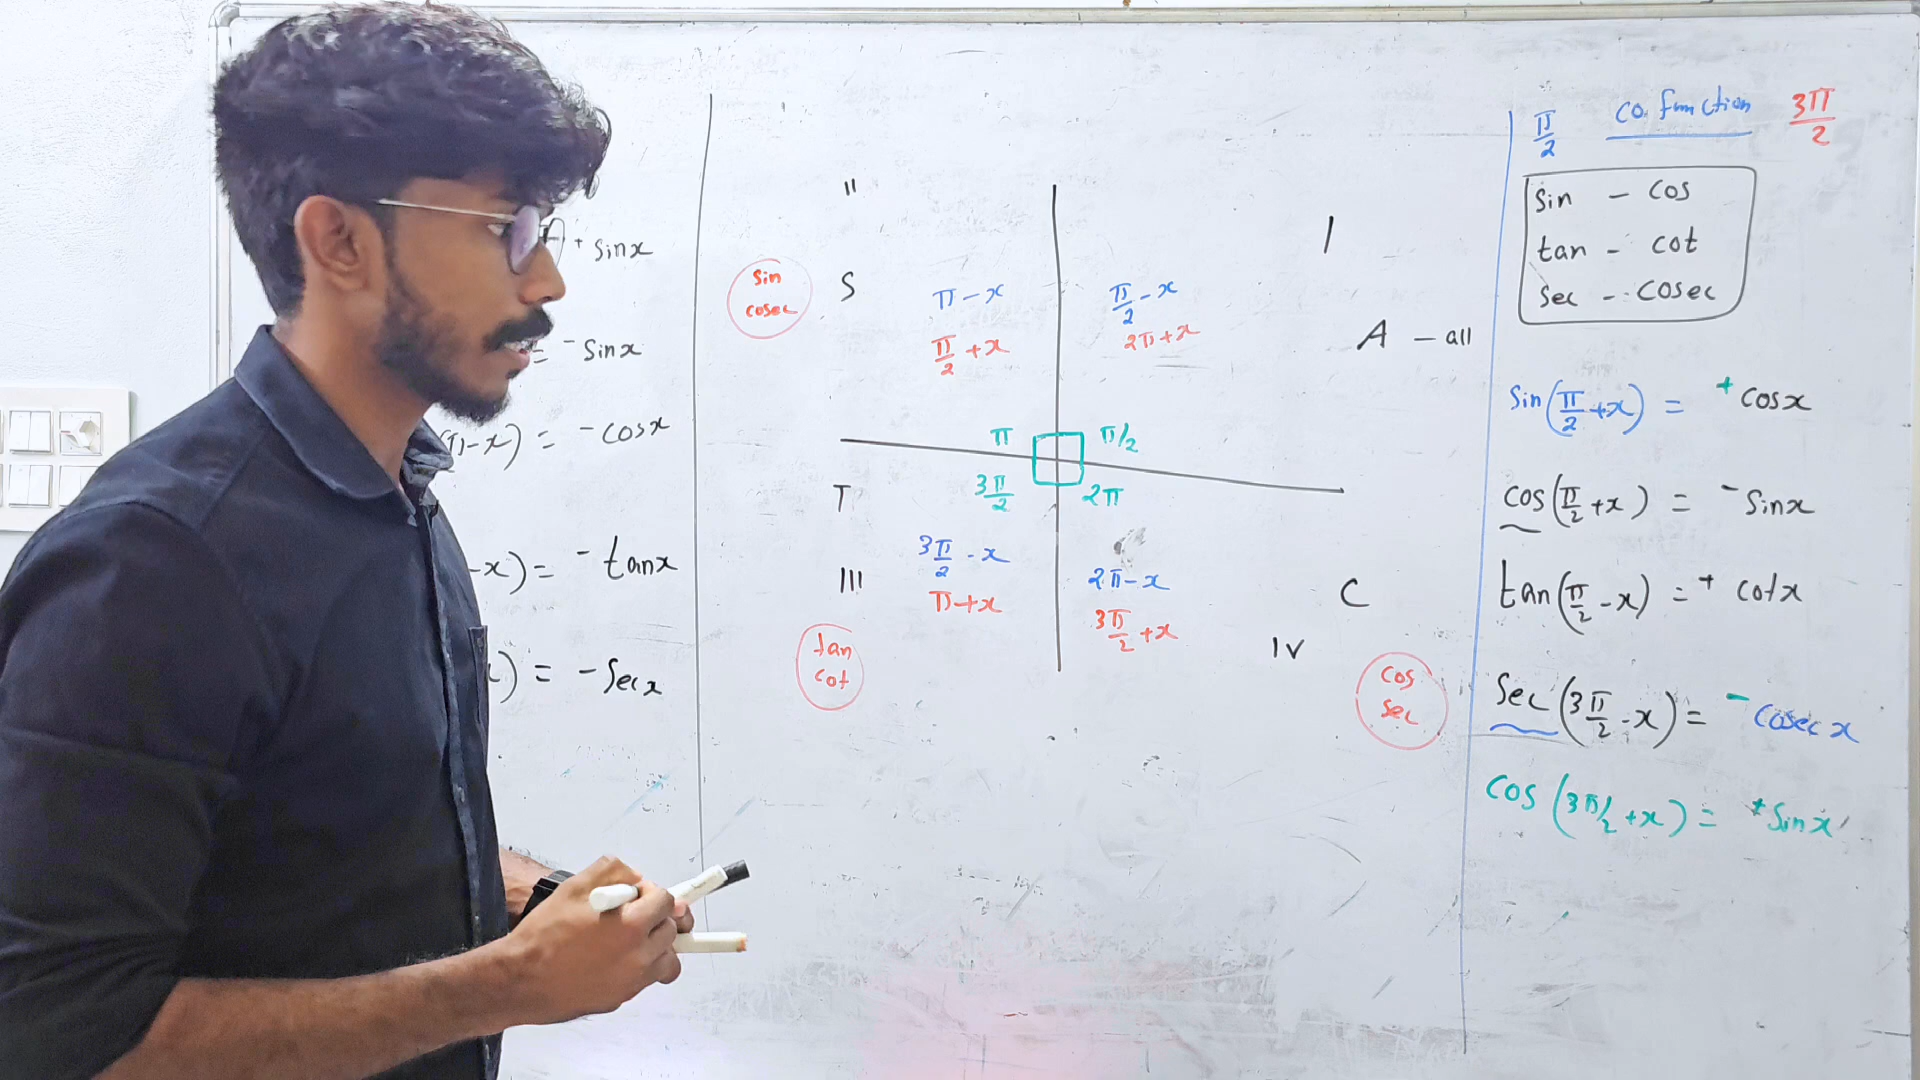 + sinx
= - sinx
(π-x) = - cosx
-x) = - tanx
) = - Secx
II
I
sin
cosec
S
π-x
π/2 + x
π/2 - x
2π+x
A - all
π
π/2
3π/2
2π
T
III
3π/2 - x
π+x
tan
cot
2π-x
3π/2 + x
C
IV
cos
sec
π/2 co. function 3π/2
sin - cos
tan - cot
sec - cosec
sin(π/2 + x) = + cosx
cos(π/2 + x) = - sinx
tan(π/2 - x) = + cotx
Sec(3π/2 - x) = - cosec x
cos(3π/2 + x) = + sinx